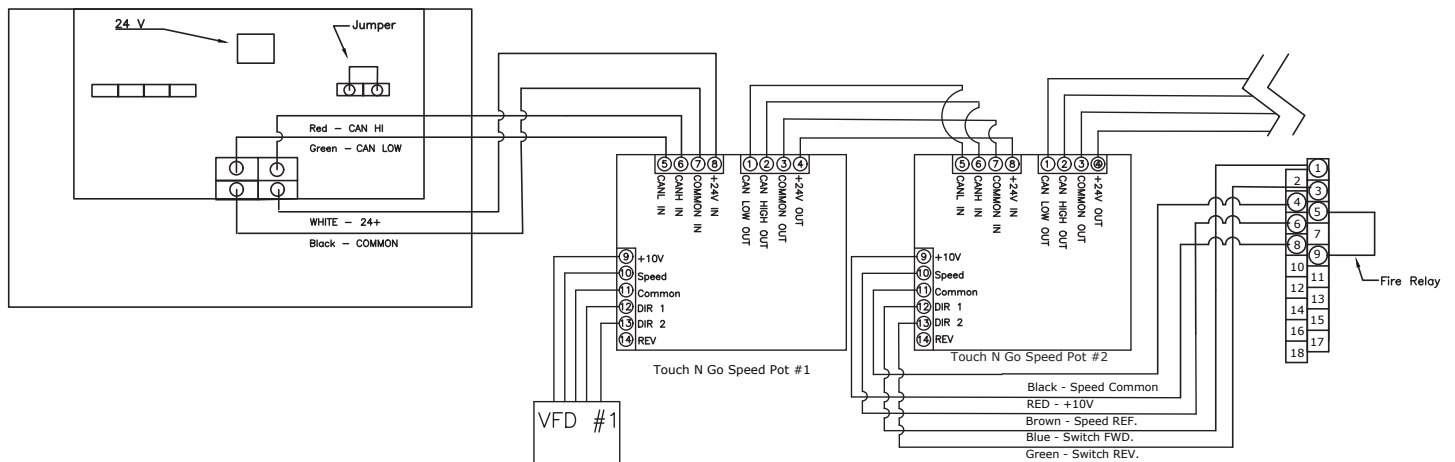 24 V
Jumper
Red – CAN HI
Green – CAN LOW
WHITE – 24+
Black – COMMON
5 6 7 8
CANL IN
CANH IN
COMMON IN
+24V IN
1 2 3 4
CAN LOW OUT
CAN HIGH OUT
COMMON OUT
+24V OUT
9 +10V
10 Speed
11 Common
12 DIR 1
13 DIR 2
14 REV
Touch N Go Speed Pot #1
VFD #1
5 6 7 8
CANL IN
CANH IN
COMMON IN
+24V IN
1 2 3 4
CAN LOW OUT
CAN HIGH OUT
COMMON OUT
+24V OUT
9 +10V
10 Speed
11 Common
12 DIR 1
13 DIR 2
14 REV
Touch N Go Speed Pot #2
Black - Speed Common
RED - +10V
Brown - Speed REF.
Blue - Switch FWD.
Green - Switch REV.
1
2
3
4
5
6
7
8
9
10
11
12
13
14
15
16
17
18
Fire Relay